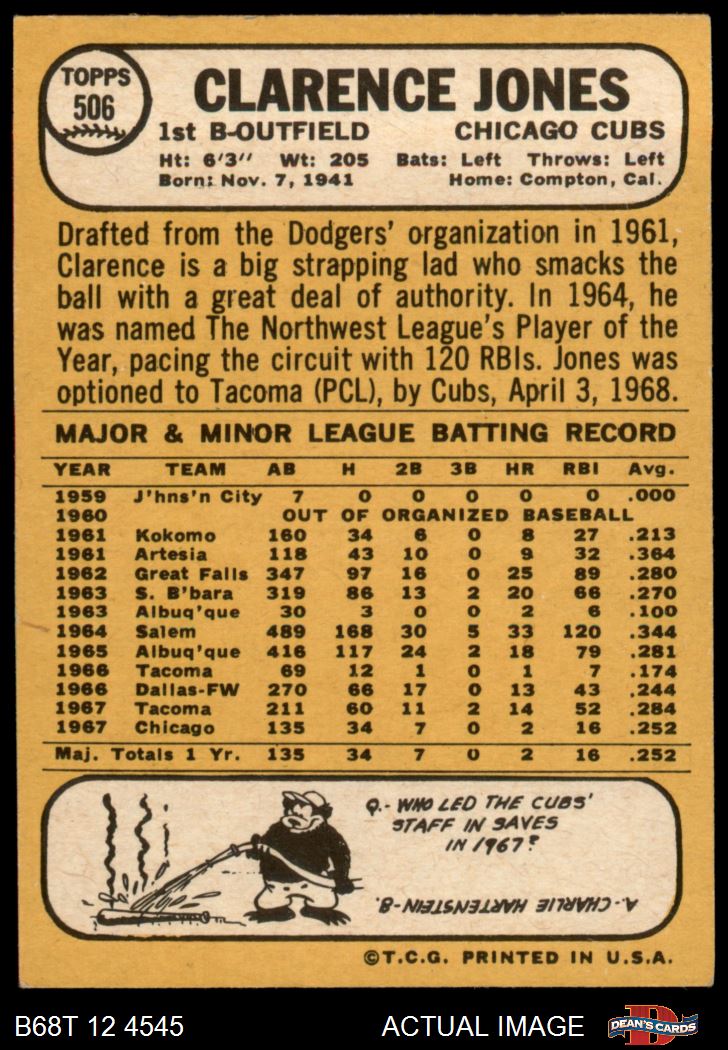 TOPPS
506
CLARENCE JONES
1st B-OUTFIELD CHICAGO CUBS
Ht: 6'3" Wt: 205 Bats: Left Throws: Left
Born: Nov. 7, 1941 Home: Compton, Cal.
Drafted from the Dodgers' organization in 1961,
Clarence is a big strapping lad who smacks the
ball with a great deal of authority. In 1964, he
was named The Northwest League's Player of the
Year, pacing the circuit with 120 RBIs. Jones was
optioned to Tacoma (PCL), by Cubs, April 3, 1968.
MAJOR & MINOR LEAGUE BATTING RECORD
YEAR TEAM AB H 2B 3B HR RBI Avg.
1959 J'hns'n City 7 0 0 0 0 0 .000
1960 OUT OF ORGANIZED BASEBALL
1961 Kokomo 160 34 6 0 8 27 .213
1961 Artesia 118 43 10 0 9 32 .364
1962 Great Falls 347 97 16 0 25 89 .280
1963 S. B'bara 319 86 13 2 20 66 .270
1963 Albuq'que 30 3 0 0 2 6 .100
1964 Salem 489 168 30 5 33 120 .344
1965 Albuq'que 416 117 24 2 18 79 .281
1966 Tacoma 69 12 1 0 1 7 .174
1966 Dallas-FW 270 66 17 0 13 43 .244
1967 Tacoma 211 60 11 2 14 52 .284
1967 Chicago 135 34 7 0 2 16 .252
Maj. Totals 1 Yr. 135 34 7 0 2 16 .252
Q.- WHO LED THE CUBS'
STAFF IN SAVES
IN 1967?
A.- CHARLIE HARTENSTEIN-8.
©T.C.G. PRINTED IN U.S.A.
B68T 12 4545 ACTUAL IMAGE
D
DEAN'S CARDS